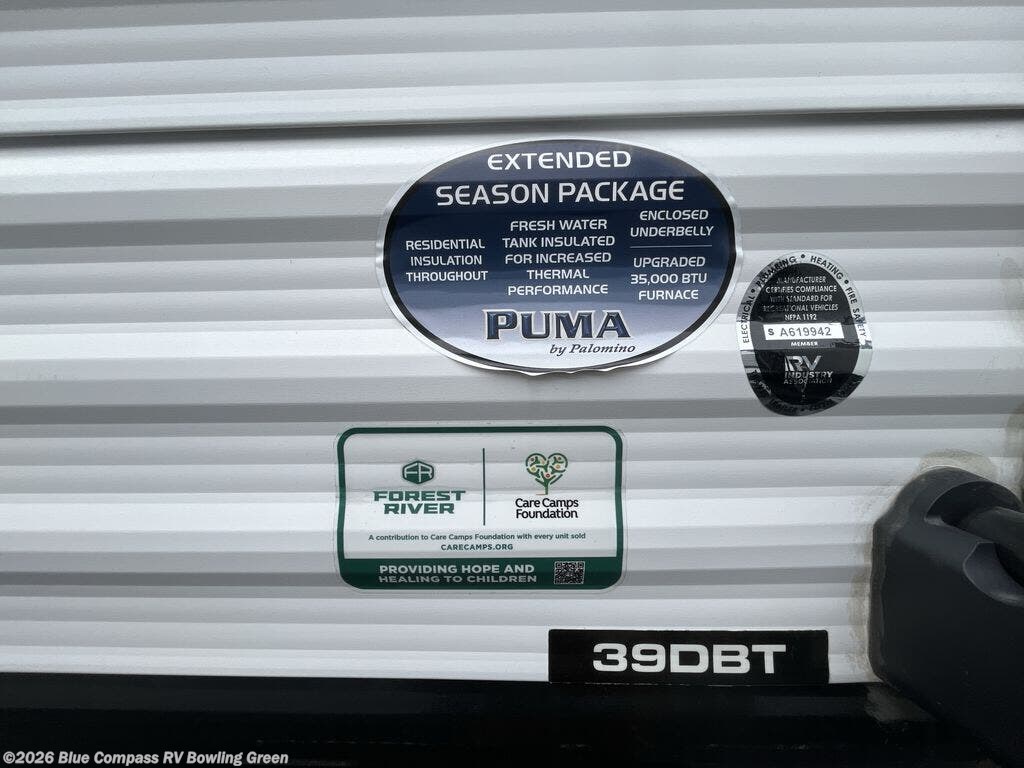 EXTENDED
SEASON PACKAGE
RESIDENTIAL
INSULATION
THROUGHOUT
FRESH WATER
TANK INSULATED
FOR INCREASED
THERMAL
PERFORMANCE
ENCLOSED
UNDERBELLY
UPGRADED
35,000 BTU
FURNACE
PUMA
by Palomino
ELECTRICAL • PLUMBING • HEATING • FIRE SAFETY
MANUFACTURER
CERTIFIES COMPLIANCE
WITH STANDARD FOR
RECREATIONAL VEHICLES
NFPA 1192
S A619942
MEMBER
RV
INDUSTRY
ASSOCIATION
FR
FOREST
RIVER
Care Camps
Foundation
A contribution to Care Camps Foundation with every unit sold
CARECAMPS.ORG
PROVIDING HOPE AND
HEALING TO CHILDREN
39DBT
©2026 Blue Compass RV Bowling Green